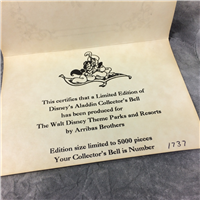 This certifies that a Limited Edition of
Disney's Aladdin Collector's Bell
has been produced for
The Walt Disney Theme Parks and Resorts
by Arribas Brothers
Edition size limited to 5000 pieces
Your Collector's Bell is Number 1737